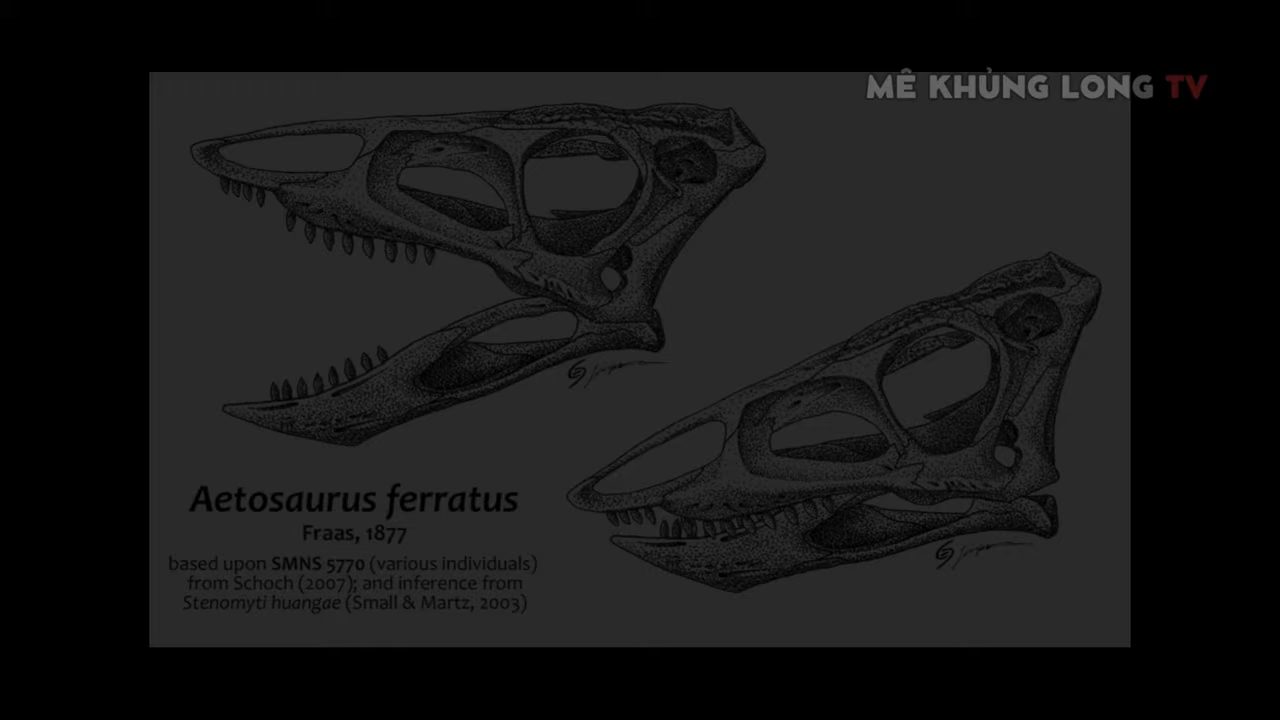 MÊ KHỦNG LONG TV
Aetosaurus ferratus
Fraas, 1877
based upon SMNS 5770 (various individuals)
from Schoch (2007); and inference from
Stenomyti huangae (Small & Martz, 2003)